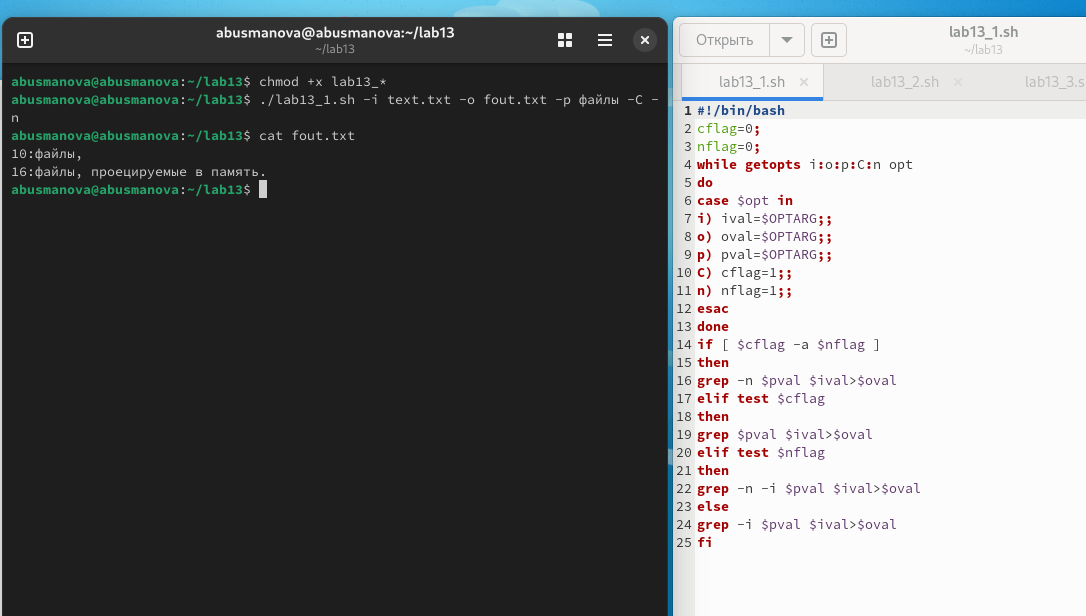 abusmanova@abusmanova:~/lab13
~/lab13
abusmanova@abusmanova:~/lab13$ chmod +x lab13_*
abusmanova@abusmanova:~/lab13$ ./lab13_1.sh -i text.txt -o fout.txt -p файлы -C -
n
abusmanova@abusmanova:~/lab13$ cat fout.txt
10:файлы,
16:файлы, проецируемые в память.
abusmanova@abusmanova:~/lab13$
Открыть
lab13_1.sh
~/lab13
lab13_1.sh
lab13_2.sh
lab13_3.s
1 #!/bin/bash
2 cflag=0;
3 nflag=0;
4 while getopts i:o:p:C:n opt
5 do
6 case $opt in
7 i) ival=$OPTARG;;
8 o) oval=$OPTARG;;
9 p) pval=$OPTARG;;
10 C) cflag=1;;
11 n) nflag=1;;
12 esac
13 done
14 if [ $cflag -a $nflag ]
15 then
16 grep -n $pval $ival>$oval
17 elif test $cflag
18 then
19 grep $pval $ival>$oval
20 elif test $nflag
21 then
22 grep -n -i $pval $ival>$oval
23 else
24 grep -i $pval $ival>$oval
25 fi